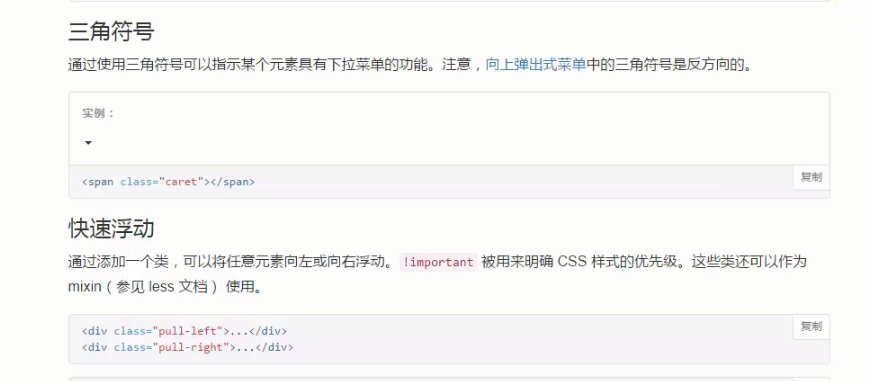 三角符号
通过使用三角符号可以指示某个元素具有下拉菜单的功能。注意，向上弹出式菜单中的三角符号是反方向的。
实例：
<span class="caret"></span>
复制
快速浮动
通过添加一个类，可以将任意元素向左或向右浮动。!important 被用来明确 CSS 样式的优先级。这些类还可以作为
mixin（参见 less 文档） 使用。
<div class="pull-left">...</div>
<div class="pull-right">...</div>
复制